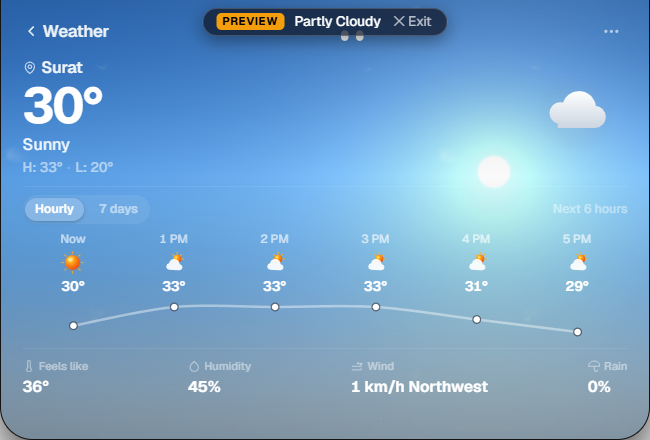 PREVIEW Partly Cloudy Exit
Weather
Surat
30°
Sunny
H: 33° · L: 20°
Hourly 7 days Next 6 hours
Now 1 PM 2 PM 3 PM 4 PM 5 PM
30° 33° 33° 33° 31° 29°
Feels like Humidity Wind Rain
36° 45% 1 km/h Northwest 0%